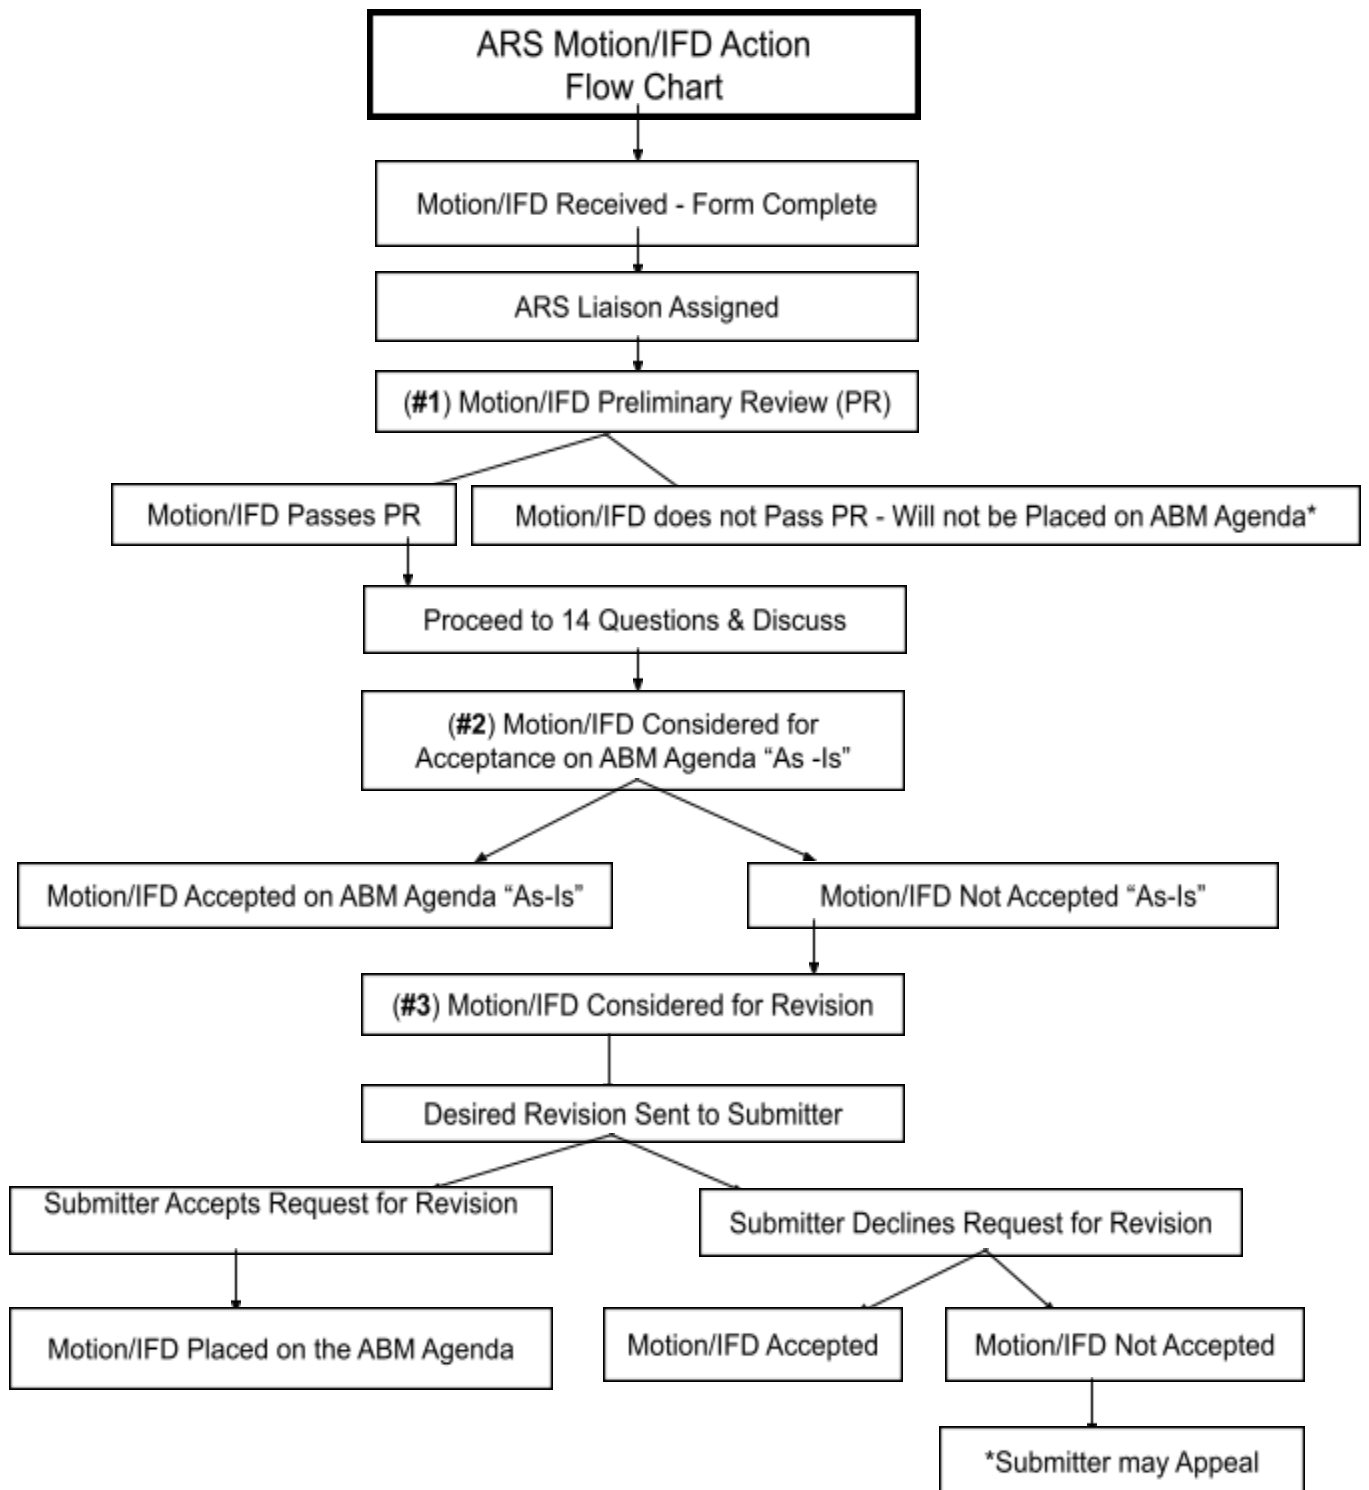 ARS Motion/IFD Action
Flow Chart
Motion/IFD Received - Form Complete
ARS Liaison Assigned
(#1) Motion/IFD Preliminary Review (PR)
Motion/IFD Passes PR
Motion/IFD does not Pass PR - Will not be Placed on ABM Agenda*
Proceed to 14 Questions & Discuss
(#2) Motion/IFD Considered for
Acceptance on ABM Agenda “As -Is”
Motion/IFD Accepted on ABM Agenda “As-Is”
Motion/IFD Not Accepted “As-Is”
(#3) Motion/IFD Considered for Revision
Desired Revision Sent to Submitter
Submitter Accepts Request for Revision
Submitter Declines Request for Revision
Motion/IFD Placed on the ABM Agenda
Motion/IFD Accepted
Motion/IFD Not Accepted
*Submitter may Appeal